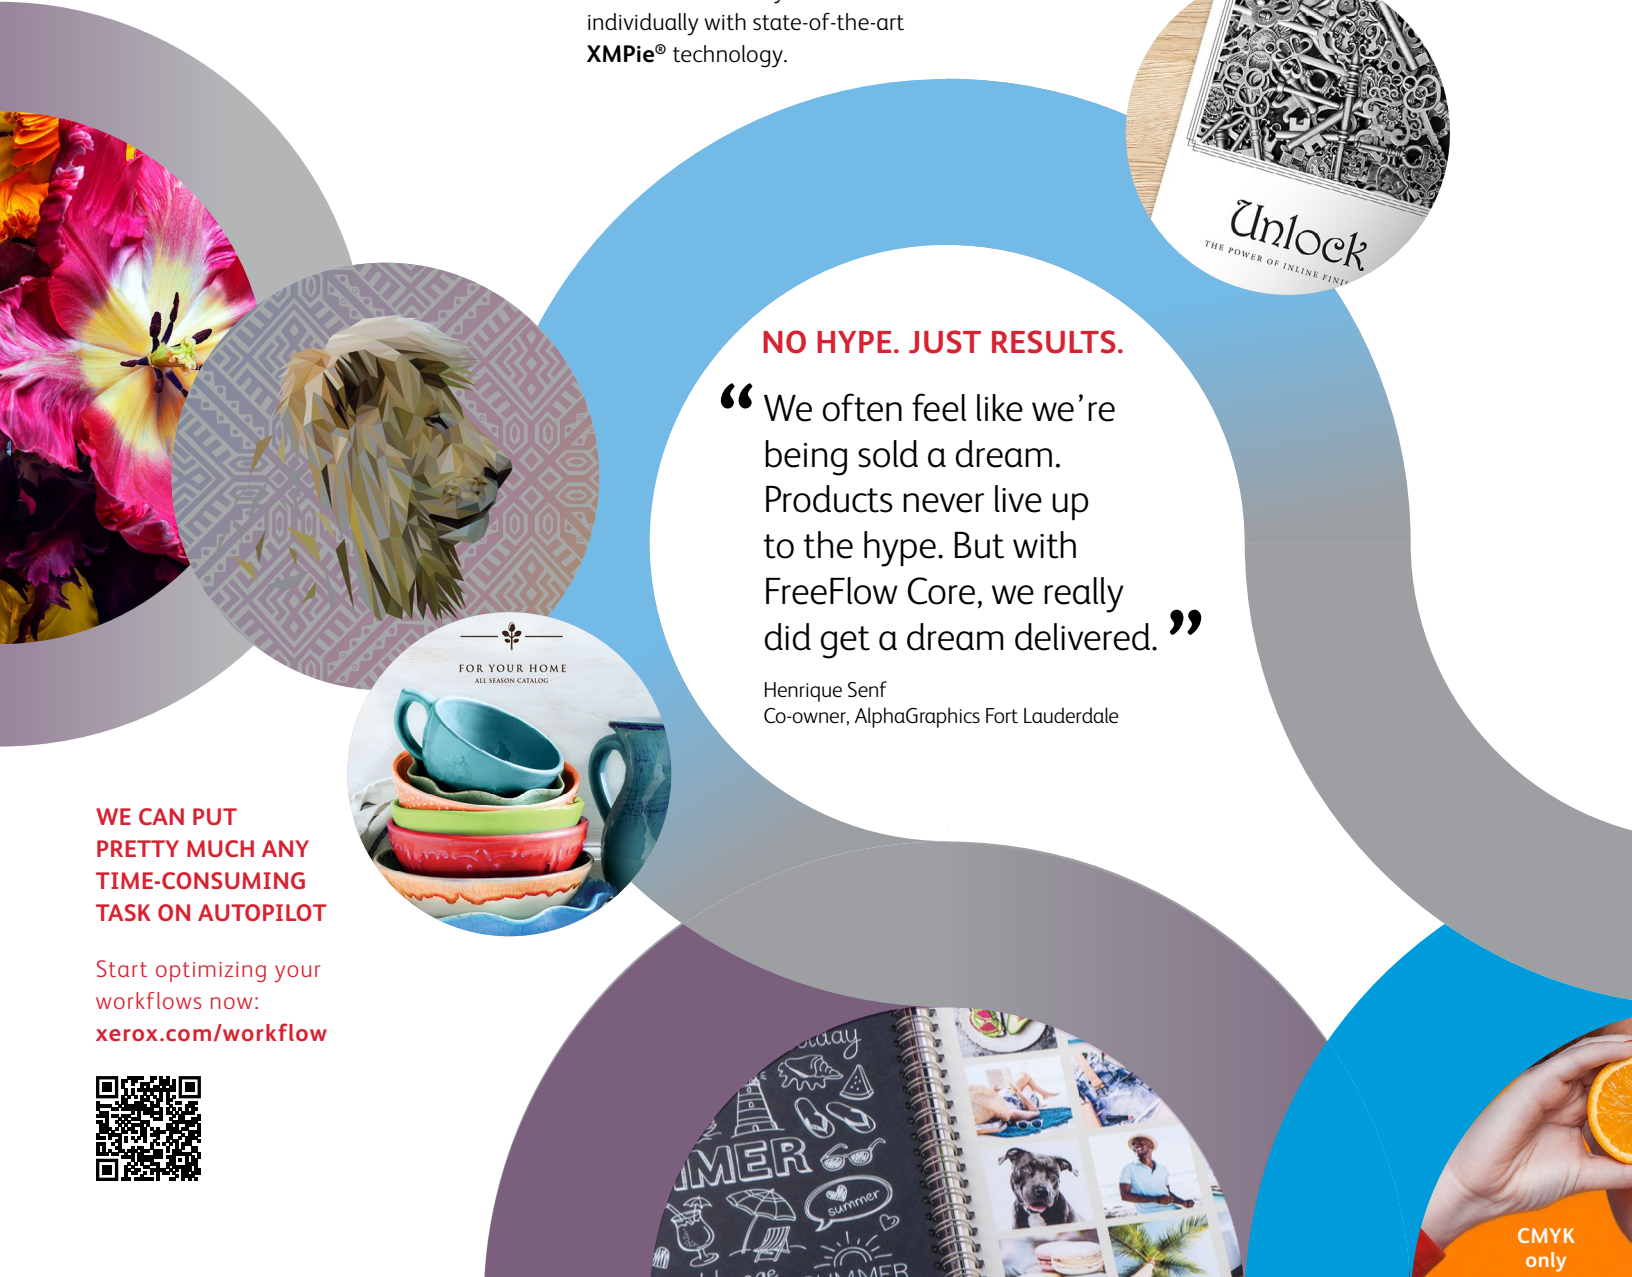 individually with state-of-the-art
XMPie® technology.
Unlock
THE POWER OF INLINE
NO HYPE. JUST RESULTS.
“ We often feel like we’re
being sold a dream.
Products never live up
to the hype. But with
FreeFlow Core, we really
did get a dream delivered. ”
Henrique Senf
Co-owner, AlphaGraphics Fort Lauderdale
FOR YOUR HOME
ALL SEASON CATALOG
WE CAN PUT
PRETTY MUCH ANY
TIME-CONSUMING
TASK ON AUTOPILOT
Start optimizing your
workflows now:
xerox.com/workflow
summer
CMYK
only